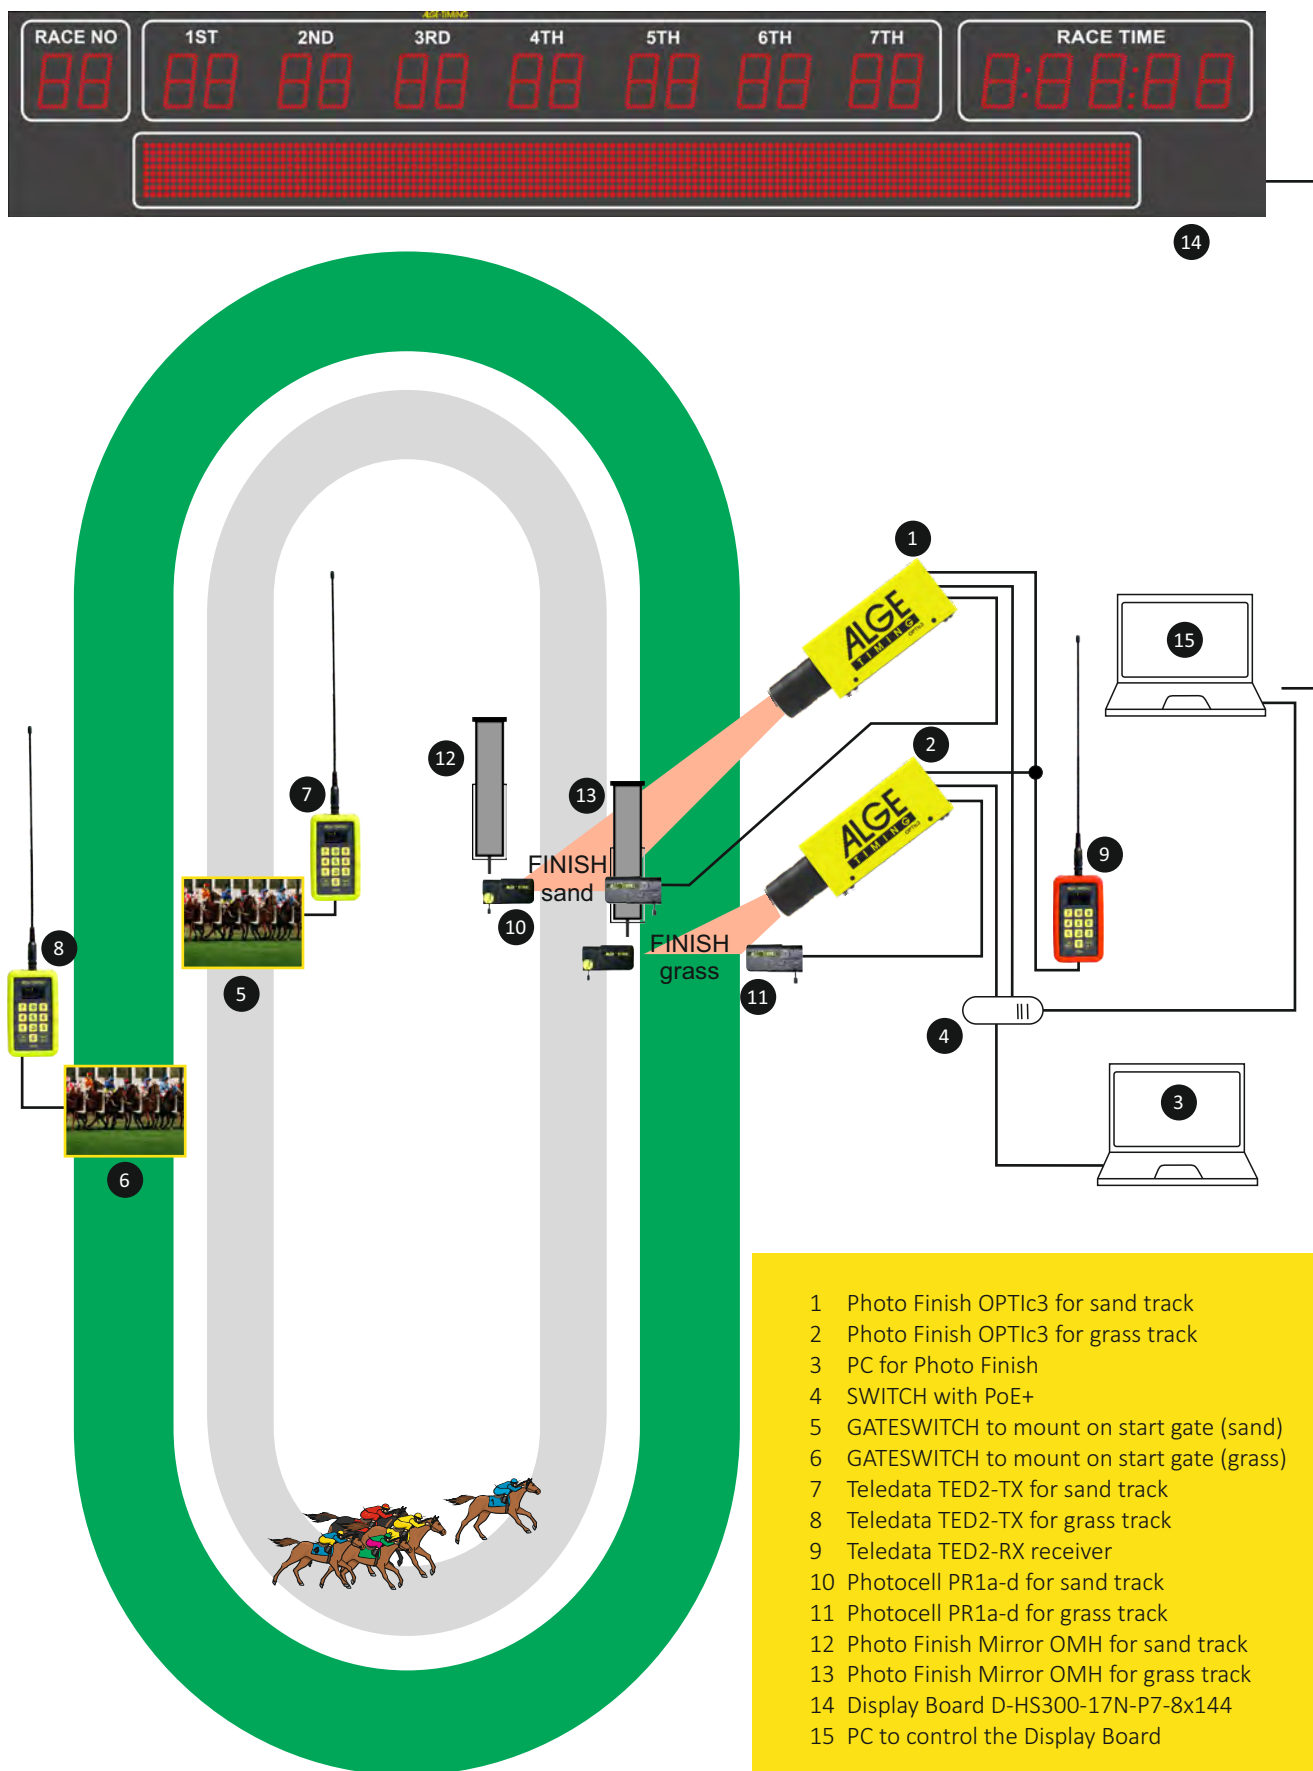 ALGE-TIMING
RACE NO
1ST 2ND 3RD 4TH 5TH 6TH 7TH
RACE TIME
14
1
ALGE
TIMING
OPTIc3
15
2
12
13
7
ALGE
TIMING
OPTIc3
9
FINISH
sand
10
8
FINISH
grass
5
11
4
3
6
1 Photo Finish OPTIc3 for sand track
2 Photo Finish OPTIc3 for grass track
3 PC for Photo Finish
4 SWITCH with PoE+
5 GATESWITCH to mount on start gate (sand)
6 GATESWITCH to mount on start gate (grass)
7 Teledata TED2-TX for sand track
8 Teledata TED2-TX for grass track
9 Teledata TED2-RX receiver
10 Photocell PR1a-d for sand track
11 Photocell PR1a-d for grass track
12 Photo Finish Mirror OMH for sand track
13 Photo Finish Mirror OMH for grass track
14 Display Board D-HS300-17N-P7-8x144
15 PC to control the Display Board